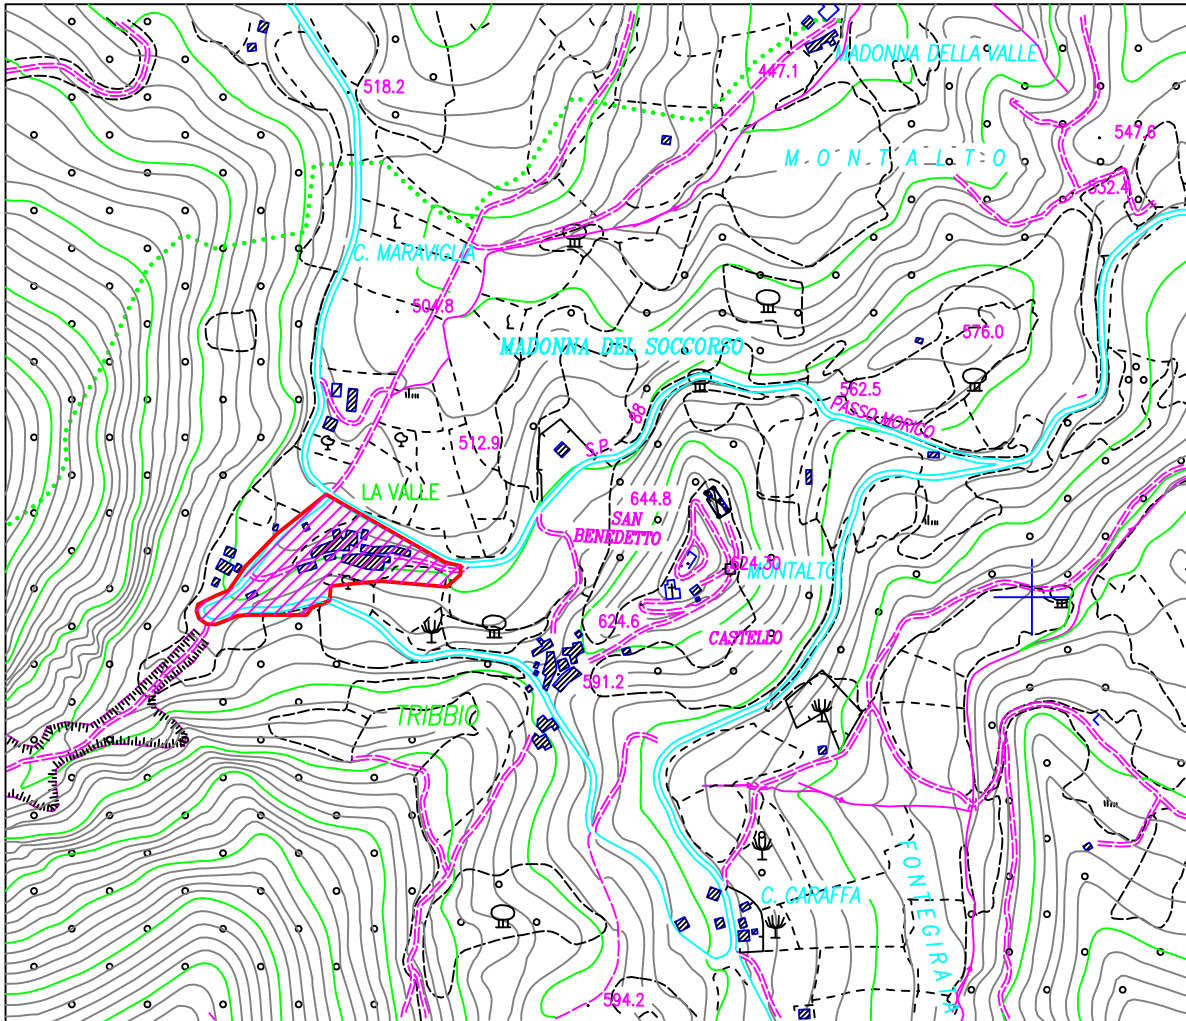 MADONNA DELLA VALLE
447.1
518.2
547.6
M O N T A L T O
552.4
C. MARAVIGLIA
504.8
576.0
MADONNA DEL SOCCORSO
562.5
PASSO MORICO
S.P. 88
512.9
LA VALLE
644.8
SAN
BENEDETTO
624.30
MONTALTO
624.6
CASTELLO
591.2
TRIBBIO
C. CARAFFA
FONTEGIRATA
594.2